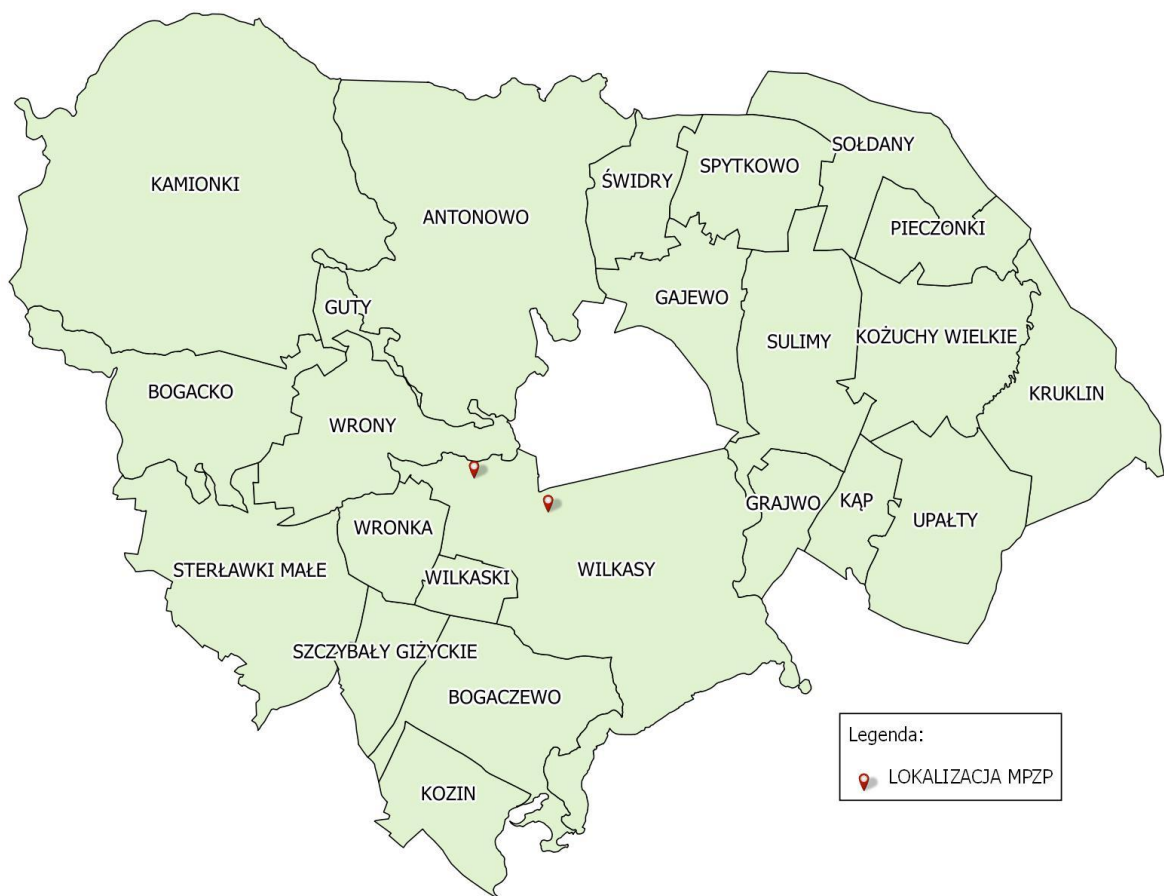 KAMIONKI
ANTONOWO
ŚWIDRY
SPYTKOWO
SOŁDANY
PIECZONKI
GUTY
GAJEWO
SULIMY
KOŻUCHY WIELKIE
BOGACKO
WRONY
KRUKLIN
GRAJWO
KĄP
UPAŁTY
WRONKA
STERŁAWKI MAŁE
WILKASKI
WILKASY
SZCZYBAŁY GIŻYCKIE
BOGACZEWO
KOZIN
Legenda:
LOKALIZACJA MPZP